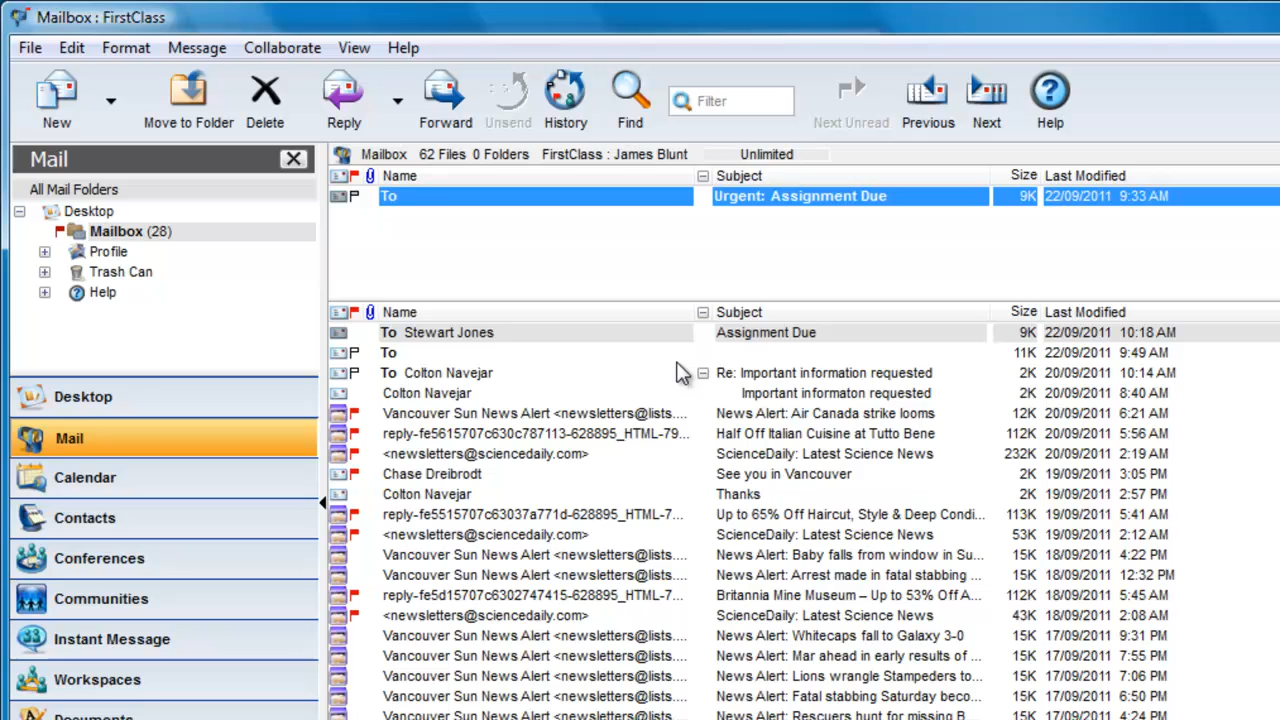 Mailbox : FirstClass
File Edit Format Message Collaborate View Help
New Move to Folder Delete Reply Forward Unsend History Find Filter Next Unread Previous Next Help
Mail
All Mail Folders
Desktop
Mailbox (28)
Profile
Trash Can
Help
Desktop
Mail
Calendar
Contacts
Conferences
Communities
Instant Message
Workspaces
Documents
Mailbox 62 Files 0 Folders FirstClass : James Blunt Unlimited
Name Subject Size Last Modified
To Urgent: Assignment Due 9K 22/09/2011 9:33 AM
Name Subject Size Last Modified
To Stewart Jones Assignment Due 9K 22/09/2011 10:18 AM
To 11K 22/09/2011 9:49 AM
To Colton Navejar Re: Important information requested 2K 20/09/2011 10:14 AM
Colton Navejar Important informaton requested 2K 20/09/2011 8:40 AM
Vancouver Sun News Alert <newsletters@lists.... News Alert: Air Canada strike looms 12K 20/09/2011 6:21 AM
reply-fe5615707c630c787113-628895_HTML-79... Half Off Italian Cuisine at Tutto Bene 112K 20/09/2011 5:56 AM
<newsletters@sciencedaily.com> ScienceDaily: Latest Science News 232K 20/09/2011 2:19 AM
Chase Dreibrodt See you in Vancouver 2K 19/09/2011 3:05 PM
Colton Navejar Thanks 2K 19/09/2011 2:57 PM
reply-fe5515707c63037a771d-628895_HTML-7... Up to 65% Off Haircut, Style & Deep Condi... 113K 19/09/2011 5:41 AM
<newsletters@sciencedaily.com> ScienceDaily: Latest Science News 53K 19/09/2011 2:12 AM
Vancouver Sun News Alert <newsletters@lists.... News Alert: Baby falls from window in Su... 15K 18/09/2011 4:22 PM
Vancouver Sun News Alert <newsletters@lists.... News Alert: Arrest made in fatal stabbing ... 15K 18/09/2011 12:32 PM
reply-fe5d15707c6302747415-628895_HTML-7... Britannia Mine Museum – Up to 53% Off A... 112K 18/09/2011 5:45 AM
<newsletters@sciencedaily.com> ScienceDaily: Latest Science News 43K 18/09/2011 2:08 AM
Vancouver Sun News Alert <newsletters@lists.... News Alert: Whitecaps fall to Galaxy 3-0 15K 17/09/2011 9:31 PM
Vancouver Sun News Alert <newsletters@lists.... News Alert: Mar ahead in early results of ... 15K 17/09/2011 7:55 PM
Vancouver Sun News Alert <newsletters@lists.... News Alert: Lions wrangle Stampeders to... 15K 17/09/2011 7:06 PM
Vancouver Sun News Alert <newsletters@lists.... News Alert: Fatal stabbing Saturday beco... 15K 17/09/2011 6:50 PM
Vancouver Sun News Alert <newsletters@lists.... News Alert: Rescuers hunt for missing B... 15K 17/09/2011 4:24 PM